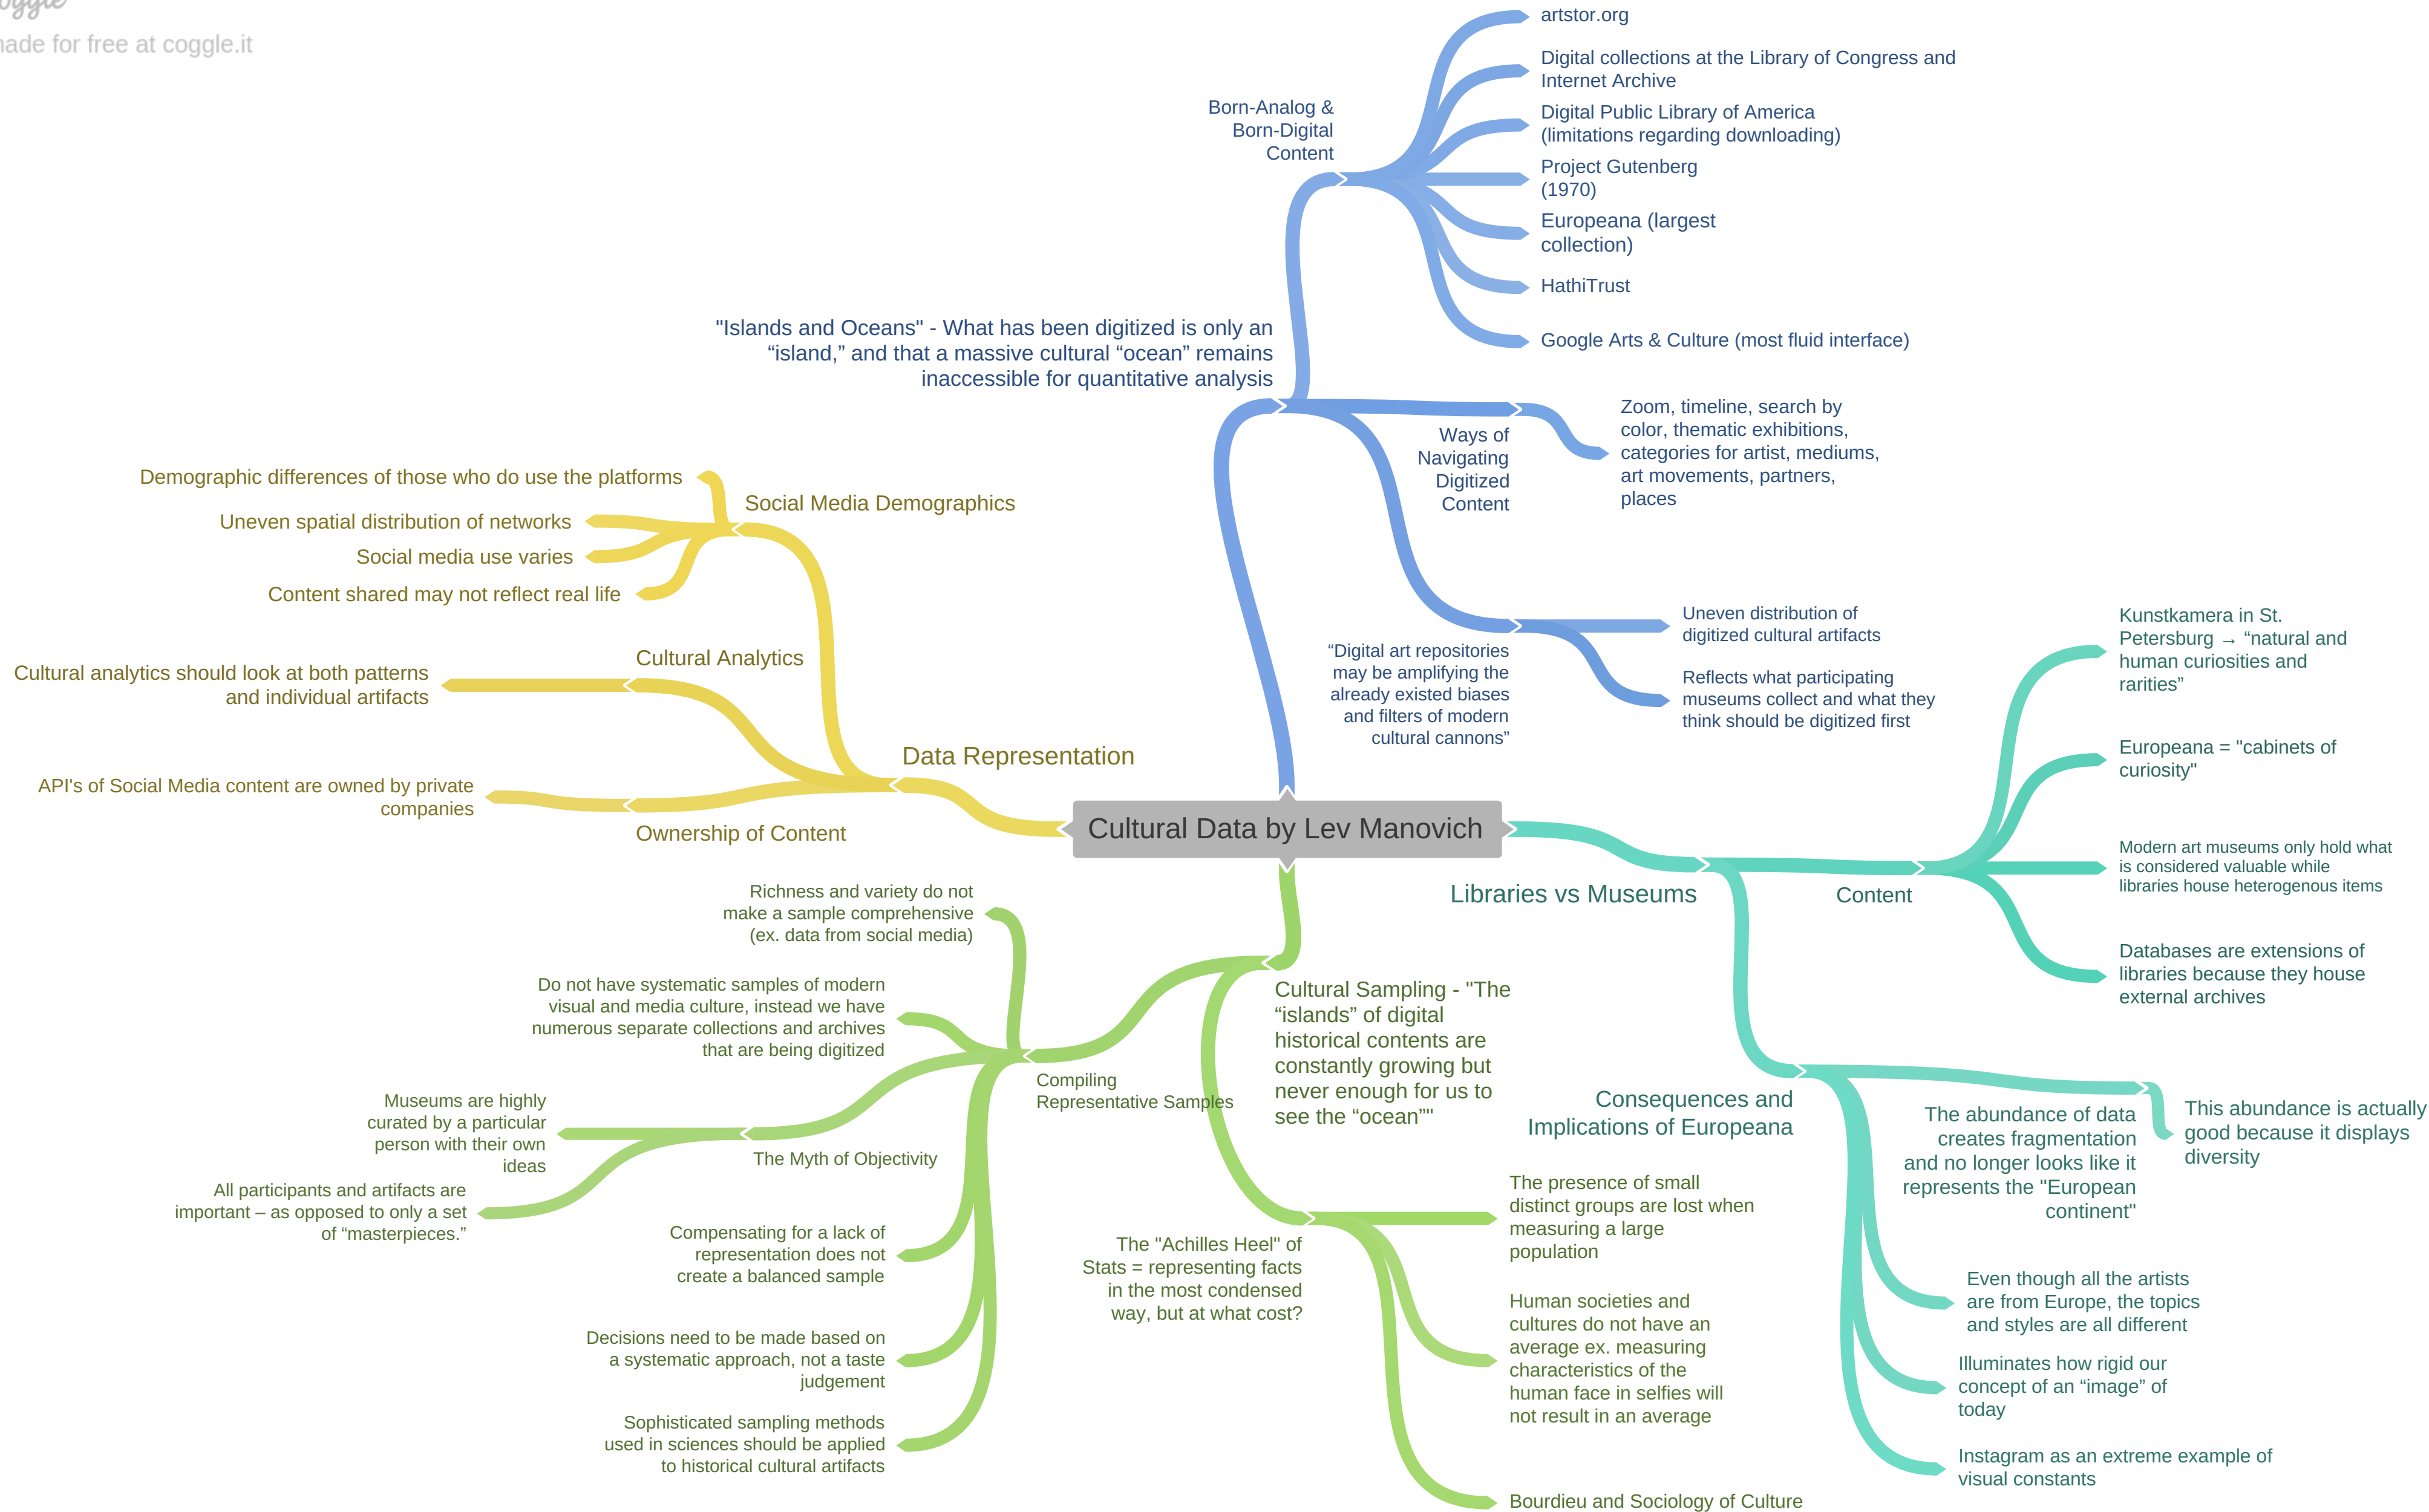 made for free at coggle.it
artstor.org
Digital collections at the Library of Congress and
Internet Archive
Born-Analog &
Born-Digital
Content
Digital Public Library of America
(limitations regarding downloading)
Project Gutenberg
(1970)
Europeana (largest
collection)
HathiTrust
Google Arts & Culture (most fluid interface)
"Islands and Oceans" - What has been digitized is only an
“island,” and that a massive cultural “ocean” remains
inaccessible for quantitative analysis
Ways of
Navigating
Digitized
Content
Zoom, timeline, search by
color, thematic exhibitions,
categories for artist, mediums,
art movements, partners,
places
“Digital art repositories
may be amplifying the
already existed biases
and filters of modern
cultural cannons”
Uneven distribution of
digitized cultural artifacts
Reflects what participating
museums collect and what they
think should be digitized first
Demographic differences of those who do use the platforms
Social Media Demographics
Uneven spatial distribution of networks
Social media use varies
Content shared may not reflect real life
Cultural Analytics
Cultural analytics should look at both patterns
and individual artifacts
Data Representation
API's of Social Media content are owned by private
companies
Ownership of Content
Cultural Data by Lev Manovich
Libraries vs Museums
Content
Kunstkamera in St.
Petersburg → “natural and
human curiosities and
rarities”
Europeana = "cabinets of
curiosity"
Modern art museums only hold what
is considered valuable while
libraries house heterogenous items
Databases are extensions of
libraries because they house
external archives
Consequences and
Implications of Europeana
The abundance of data
creates fragmentation
and no longer looks like it
represents the "European
continent"
This abundance is actually
good because it displays
diversity
Even though all the artists
are from Europe, the topics
and styles are all different
Illuminates how rigid our
concept of an “image” of
today
Instagram as an extreme example of
visual constants
Cultural Sampling - "The
“islands” of digital
historical contents are
constantly growing but
never enough for us to
see the “ocean”"
Compiling
Representative Samples
Richness and variety do not
make a sample comprehensive
(ex. data from social media)
Do not have systematic samples of modern
visual and media culture, instead we have
numerous separate collections and archives
that are being digitized
The Myth of Objectivity
Museums are highly
curated by a particular
person with their own
ideas
All participants and artifacts are
important – as opposed to only a set
of “masterpieces.”
Compensating for a lack of
representation does not
create a balanced sample
Decisions need to be made based on
a systematic approach, not a taste
judgement
Sophisticated sampling methods
used in sciences should be applied
to historical cultural artifacts
The "Achilles Heel" of
Stats = representing facts
in the most condensed
way, but at what cost?
The presence of small
distinct groups are lost when
measuring a large
population
Human societies and
cultures do not have an
average ex. measuring
characteristics of the
human face in selfies will
not result in an average
Bourdieu and Sociology of Culture